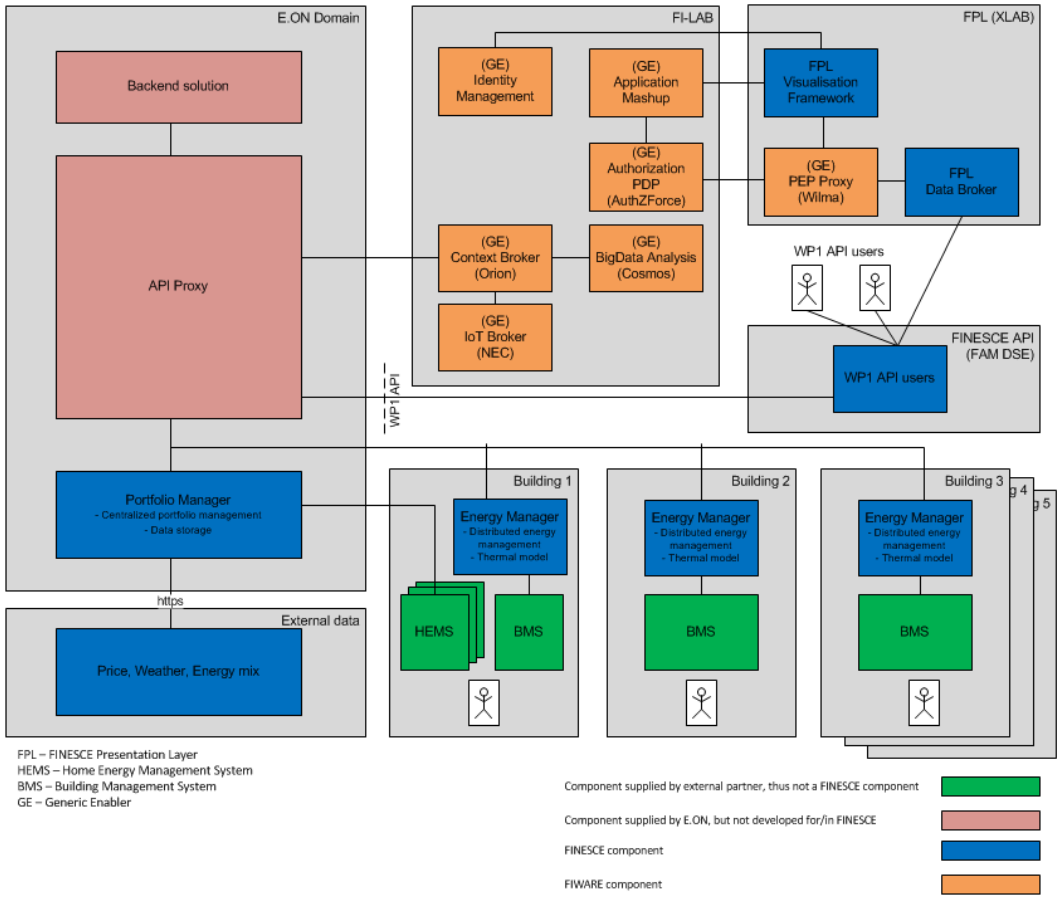 E.ON Domain
Backend solution
API Proxy
Portfolio Manager
- Centralized portfolio management
- Data storage
https
External data
Price, Weather, Energy mix
FI-LAB
(GE)
Identity
Management
(GE)
Application
Mashup
(GE)
Authorization
PDP
(AuthZForce)
(GE)
Context Broker
(Orion)
(GE)
BigData Analysis
(Cosmos)
(GE)
IoT Broker
(NEC)
FPL (XLAB)
FPL
Visualisation
Framework
(GE)
PEP Proxy
(Wilma)
FPL
Data Broker
WP1 API users
FINESCE API
(FAM DSE)
WP1 API users
WP1 API
Building 1
Energy Manager
- Distributed energy
management
- Thermal model
HEMS
BMS
Building 2
Energy Manager
- Distributed energy
management
- Thermal model
BMS
Building 3
Energy Manager
- Distributed energy
management
- Thermal model
BMS
g 4
g 5
FPL – FINESCE Presentation Layer
HEMS – Home Energy Management System
BMS – Building Management System
GE – Generic Enabler
Component supplied by external partner, thus not a FINESCE component
Component supplied by E.ON, but not developed for/in FINESCE
FINESCE component
FIWARE component